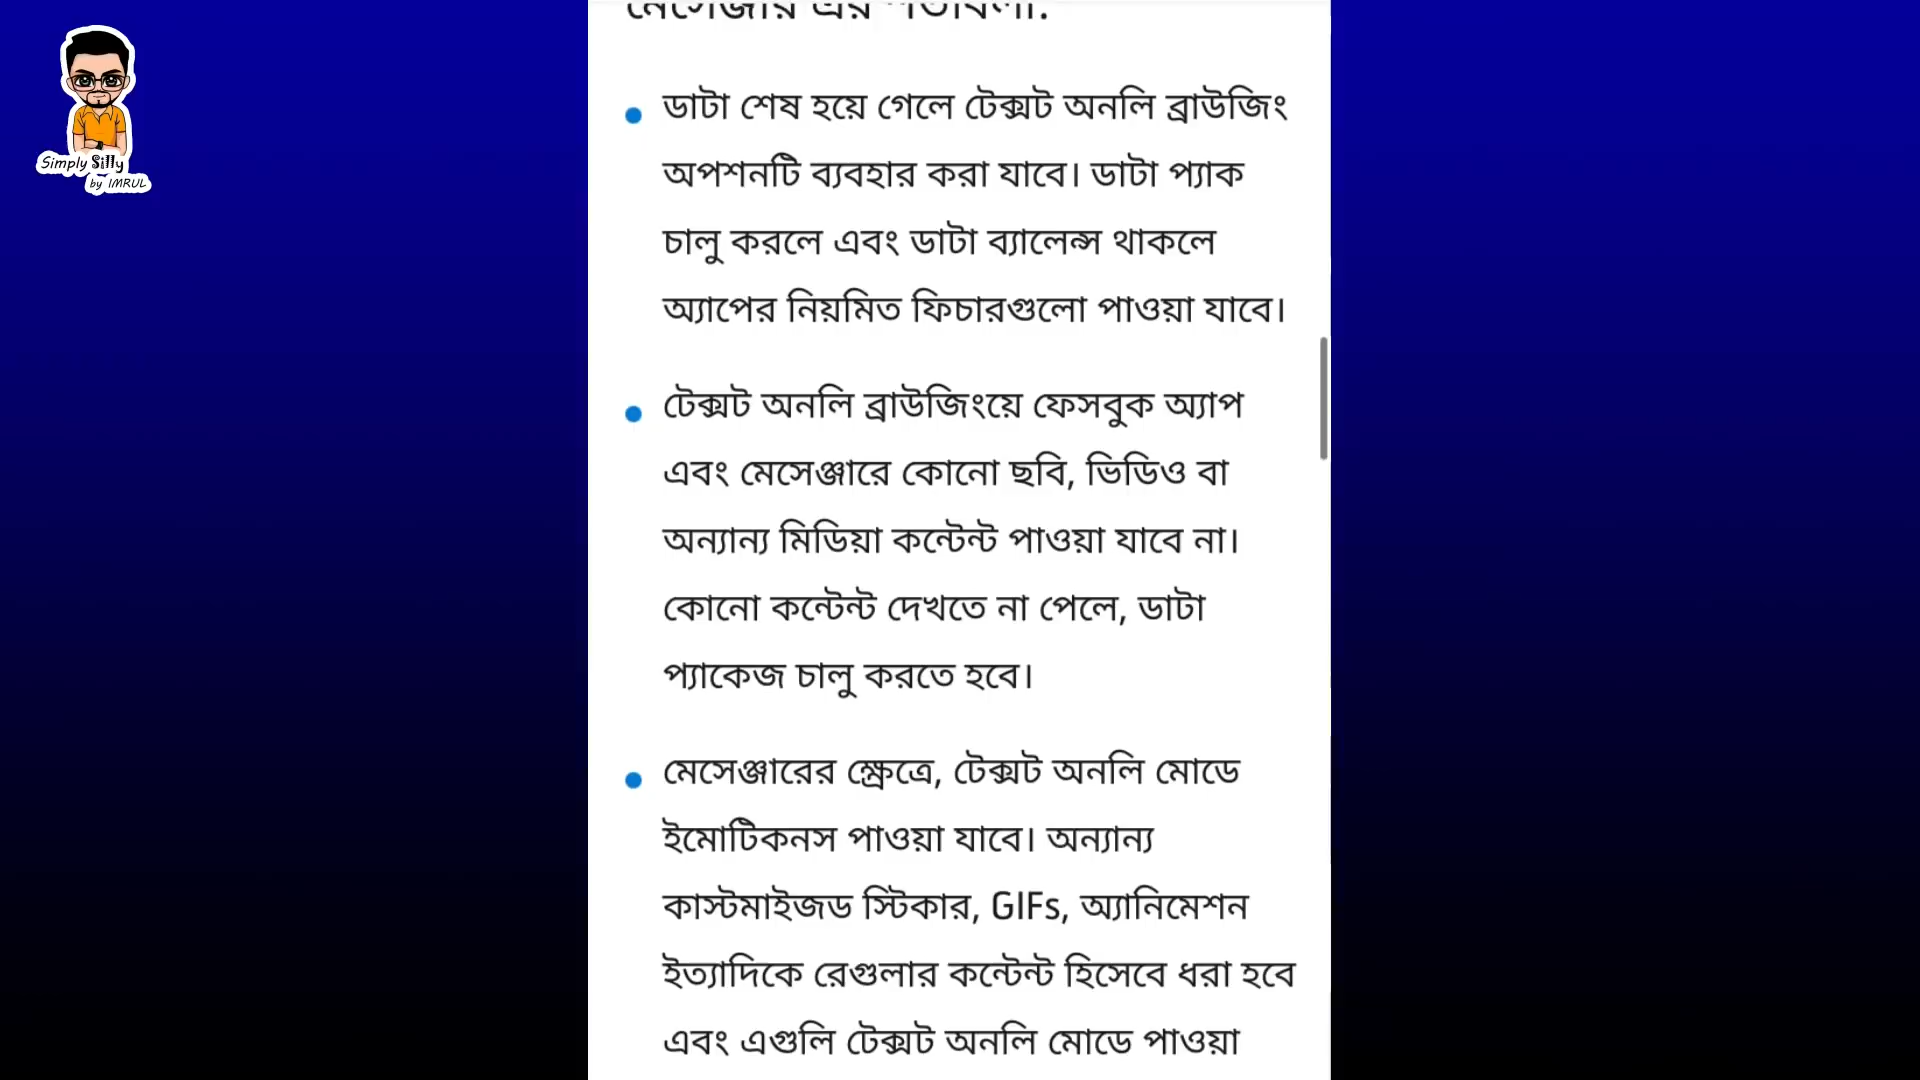 Simply Silly
by IMRUL
ডাটা শেষ হয়ে গেলে টেক্সট অনলি ব্রাউজিং
অপশনটি ব্যবহার করা যাবে। ডাটা প্যাক
চালু করলে এবং ডাটা ব্যালেন্স থাকলে
অ্যাপের নিয়মিত ফিচারগুলো পাওয়া যাবে।
টেক্সট অনলি ব্রাউজিংয়ে ফেসবুক অ্যাপ
এবং মেসেঞ্জারে কোনো ছবি, ভিডিও বা
অন্যান্য মিডিয়া কন্টেন্ট পাওয়া যাবে না।
কোনো কন্টেন্ট দেখতে না পেলে, ডাটা
প্যাকেজ চালু করতে হবে।
মেসেঞ্জারের ক্ষেত্রে, টেক্সট অনলি মোডে
ইমোটিকনস পাওয়া যাবে। অন্যান্য
কাস্টমাইজড স্টিকার, GIFs, অ্যানিমেশন
ইত্যাদিকে রেগুলার কন্টেন্ট হিসেবে ধরা হবে
এবং এগুলি টেক্সট অনলি মোডে পাওয়া